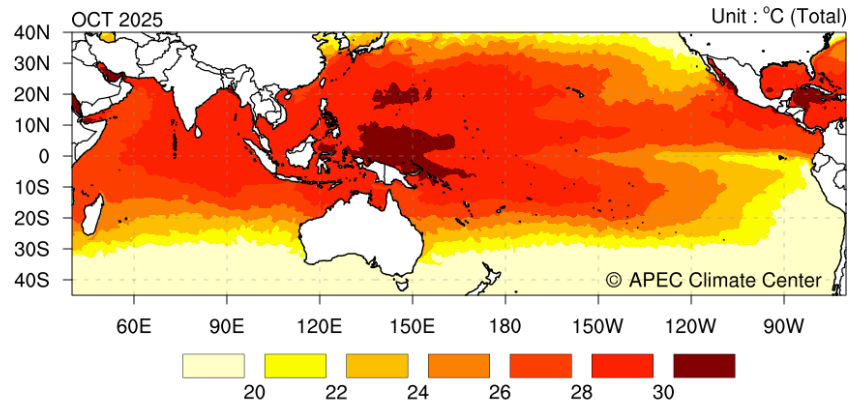 OCT 2025 Unit : °C (Total)
40N
30N
20N
10N
0
10S
20S
30S
40S
© APEC Climate Center
60E 90E 120E 150E 180 150W 120W 90W
20 22 24 26 28 30